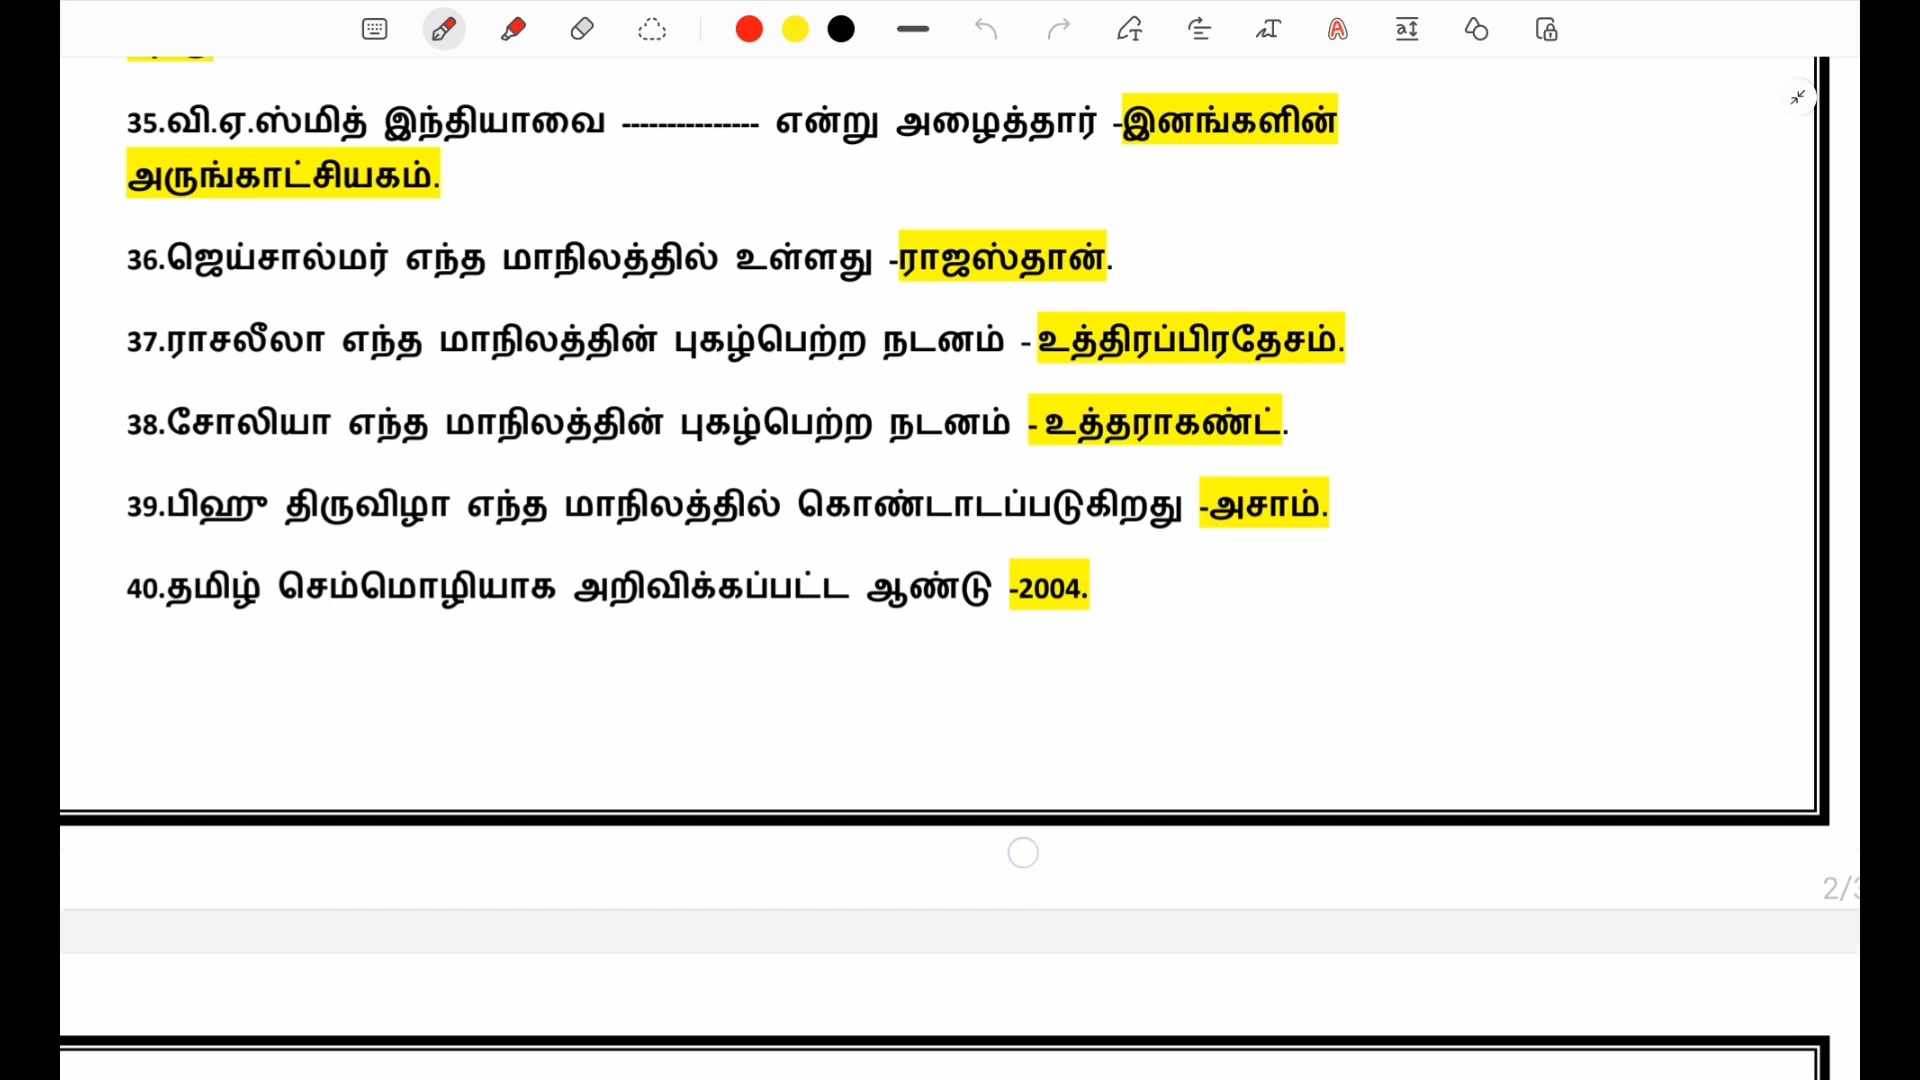 35.வி.ஏ.ஸ்மித் இந்தியாவை --------------- என்று அழைத்தார் -இனங்களின்
அருங்காட்சியகம்.
36.ஜெய்சால்மர் எந்த மாநிலத்தில் உள்ளது -ராஜஸ்தான்.
37.ராசலீலா எந்த மாநிலத்தின் புகழ்பெற்ற நடனம் - உத்திரப்பிரதேசம்.
38.சோலியா எந்த மாநிலத்தின் புகழ்பெற்ற நடனம் - உத்தராகண்ட்.
39.பிஹு திருவிழா எந்த மாநிலத்தில் கொண்டாடப்படுகிறது -அசாம்.
40.தமிழ் செம்மொழியாக அறிவிக்கப்பட்ட ஆண்டு -2004.